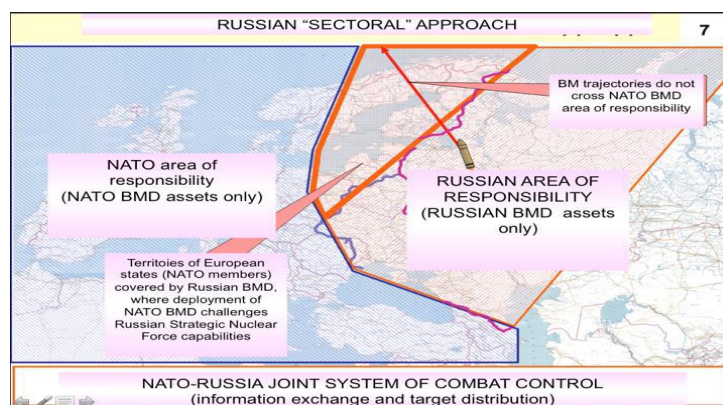 RUSSIAN “SECTORAL” APPROACH
7
BM trajectories do not
cross NATO BMD
area of responsibility
NATO area of
responsibility
(NATO BMD assets only)
RUSSIAN AREA OF
RESPONSIBILITY
(RUSSIAN BMD assets
only)
Territoies of European
states (NATO members)
covered by Russian BMD,
where deployment of
NATO BMD challenges
Russian Strategic Nuclear
Force capabilities
NATO-RUSSIA JOINT SYSTEM OF COMBAT CONTROL
(information exchange and target distribution)